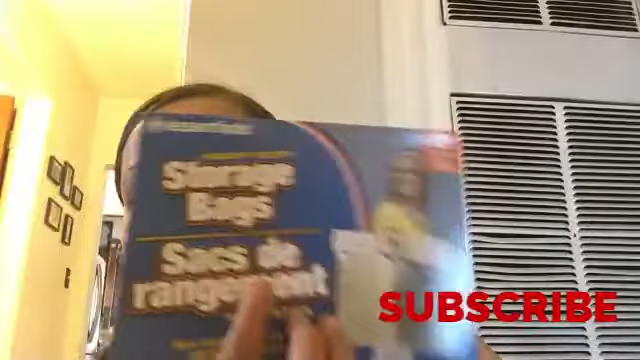 Storage
Bags
Sacs de
rangement
SUBSCRIBE